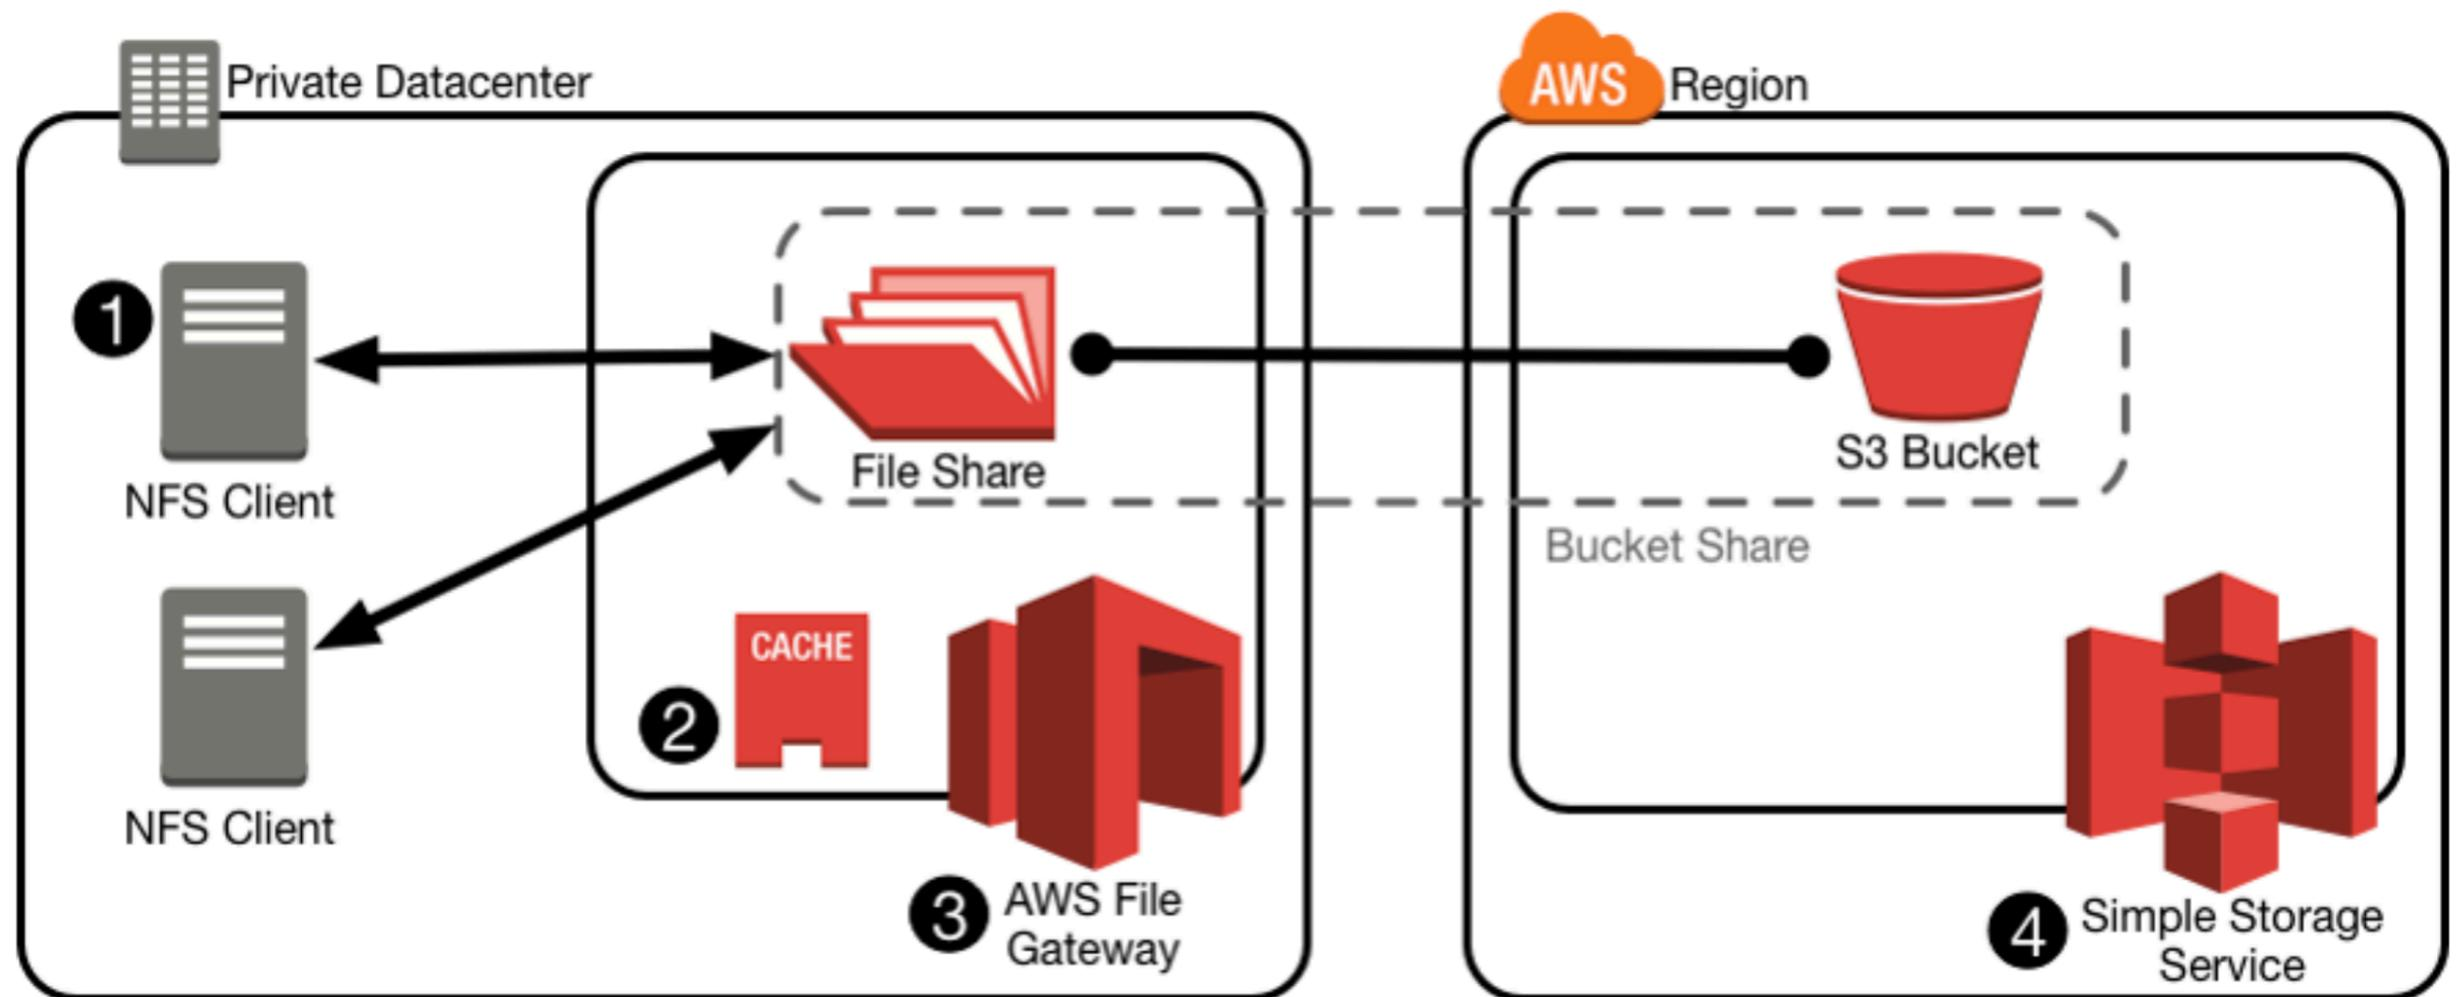 Private Datacenter
AWS Region
1
NFS Client
NFS Client
File Share
CACHE
2
3
AWS File
Gateway
S3 Bucket
Bucket Share
4
Simple Storage
Service